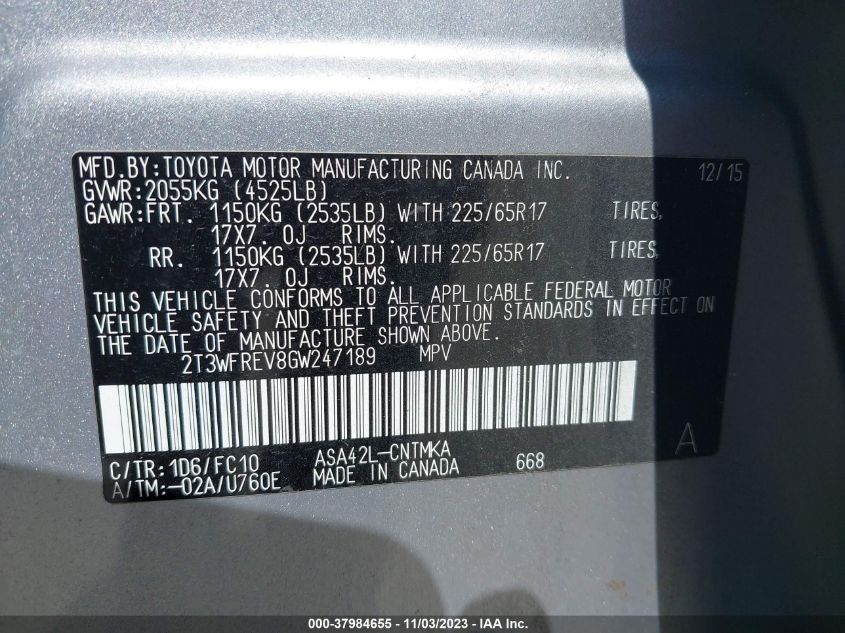 MFD.BY:TOYOTA MOTOR MANUFACTURING CANADA INC. 12/15
GVWR:2055KG (4525LB)
GAWR:FRT. 1150KG (2535LB) WITH 225/65R17 TIRES,
17X7.0J RIMS.
RR. 1150KG (2535LB) WITH 225/65R17 TIRES,
17X7.0J RIMS.
THIS VEHICLE CONFORMS TO ALL APPLICABLE FEDERAL MOTOR
VEHICLE SAFETY AND THEFT PREVENTION STANDARDS IN EFFECT ON
THE DATE OF MANUFACTURE SHOWN ABOVE.
2T3WFREV8GW247189 MPV
A
C/TR:1D6/FC10 ASA42L-CNTMKA 668
A/TM:-02A/U760E MADE IN CANADA
000-37984655 - 11/03/2023 - IAA Inc.